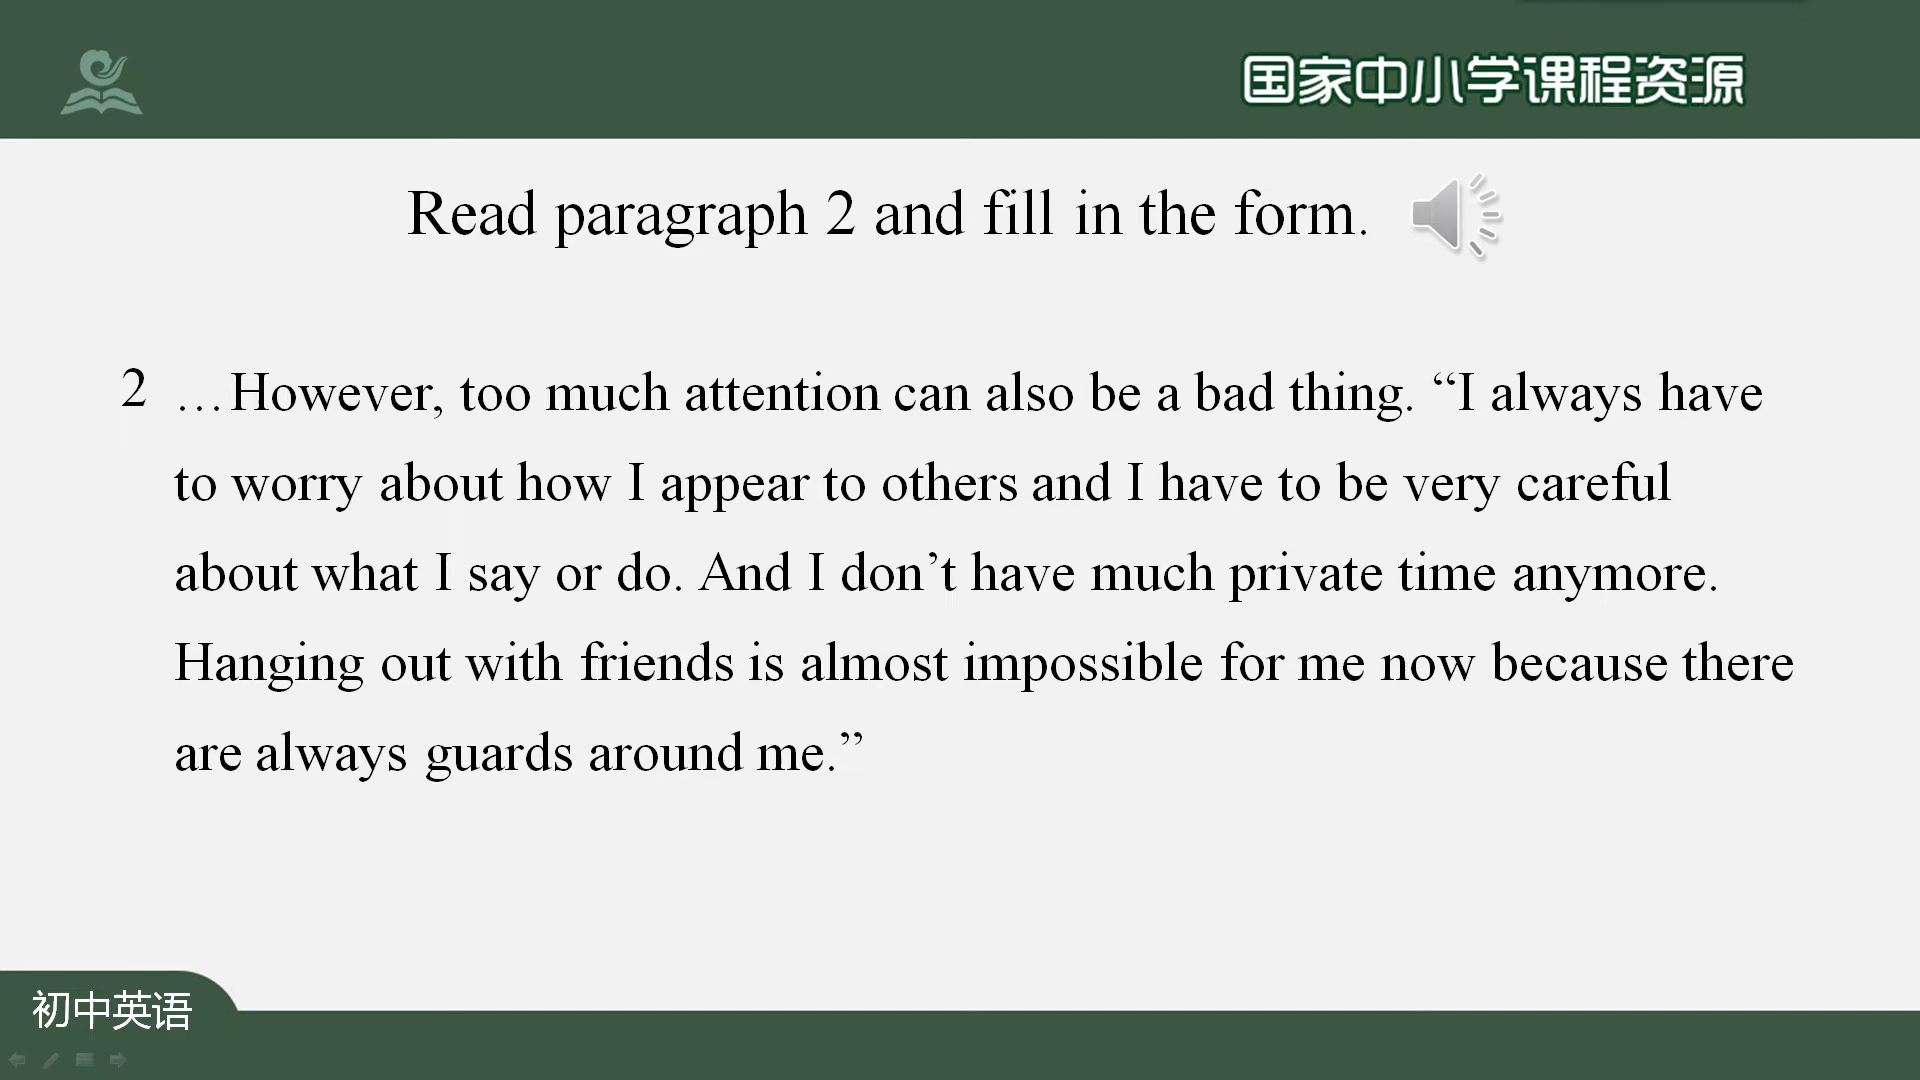 国家中小学课程资源
Read paragraph 2 and fill in the form.
2 …However, too much attention can also be a bad thing. “I always have
to worry about how I appear to others and I have to be very careful
about what I say or do. And I don’t have much private time anymore.
Hanging out with friends is almost impossible for me now because there
are always guards around me.”
初中英语